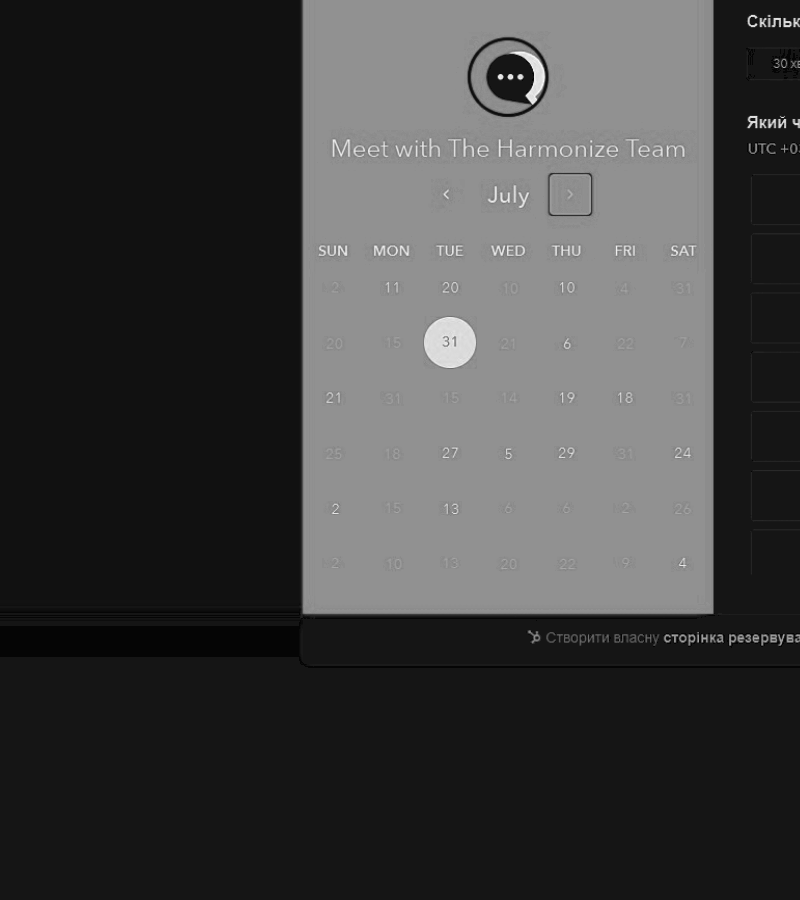 Скільк
30 хв
Meet with The Harmonize Team
Який ч
UTC +03
July
SUN MON TUE WED THU FRI SAT
2 11 20 10 10 4 31
20 15 31 21 6 22 7
21 31 15 14 19 18 31
25 18 27 5 29 31 24
2 15 13 6 6 2 26
2 10 13 20 22 9 4
Створити власну сторінка резервува